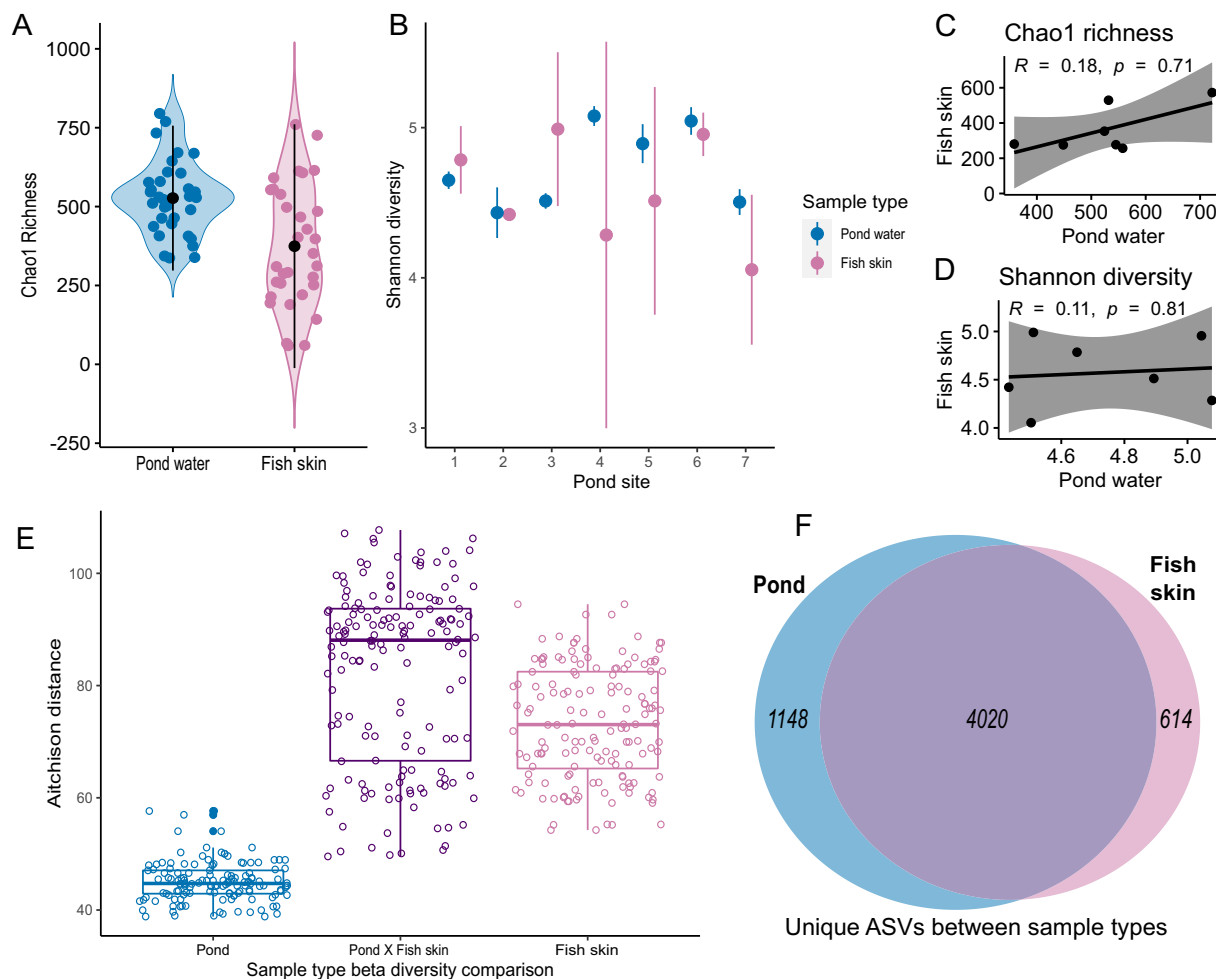 A
1000
750
500
250
0
-250
Chao1 Richness
Pond water
Fish skin
B
5
4
3
Shannon diversity
1 2 3 4 5 6 7
Pond site
Sample type
Pond water
Fish skin
C
Chao1 richness
R = 0.18, p = 0.71
600
400
200
0
Fish skin
400 500 600 700
Pond water
D
Shannon diversity
R = 0.11, p = 0.81
5.0
4.5
4.0
Fish skin
4.6 4.8 5.0
Pond water
E
100
80
60
40
Aitchison distance
Pond
Pond X Fish skin
Fish skin
Sample type beta diversity comparison
F
Pond
Fish
skin
1148
4020
614
Unique ASVs between sample types